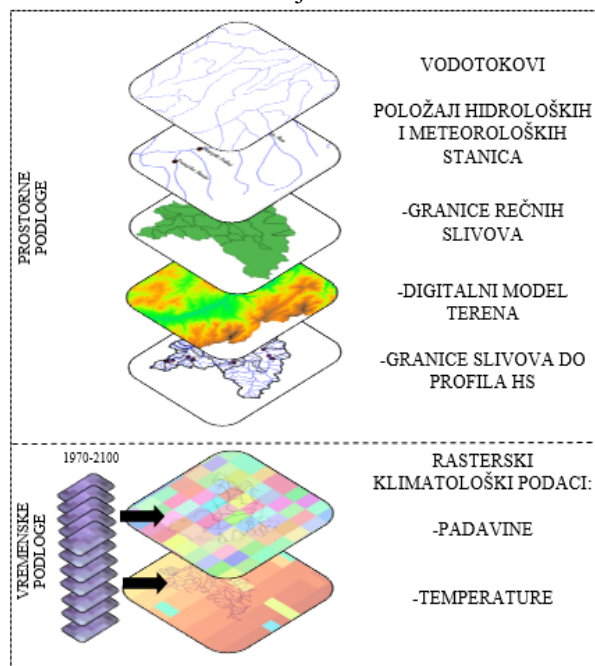 PROSTORNE
PODLOGE
VODOTOKOVI
POLOŽAJI HIDROLOŠKIH
I METEOROLOŠKIH
STANICA
-GRANICE REČNIH
SLIVOVA
-DIGITALNI MODEL
TERENA
-GRANICE SLIVOVA DO
PROFILA HS
VREMENSKE
PODLOGE
1970-2100
RASTERSKI
KLIMATOLOŠKI PODACI:
-PADAVINE
-TEMPERATURE